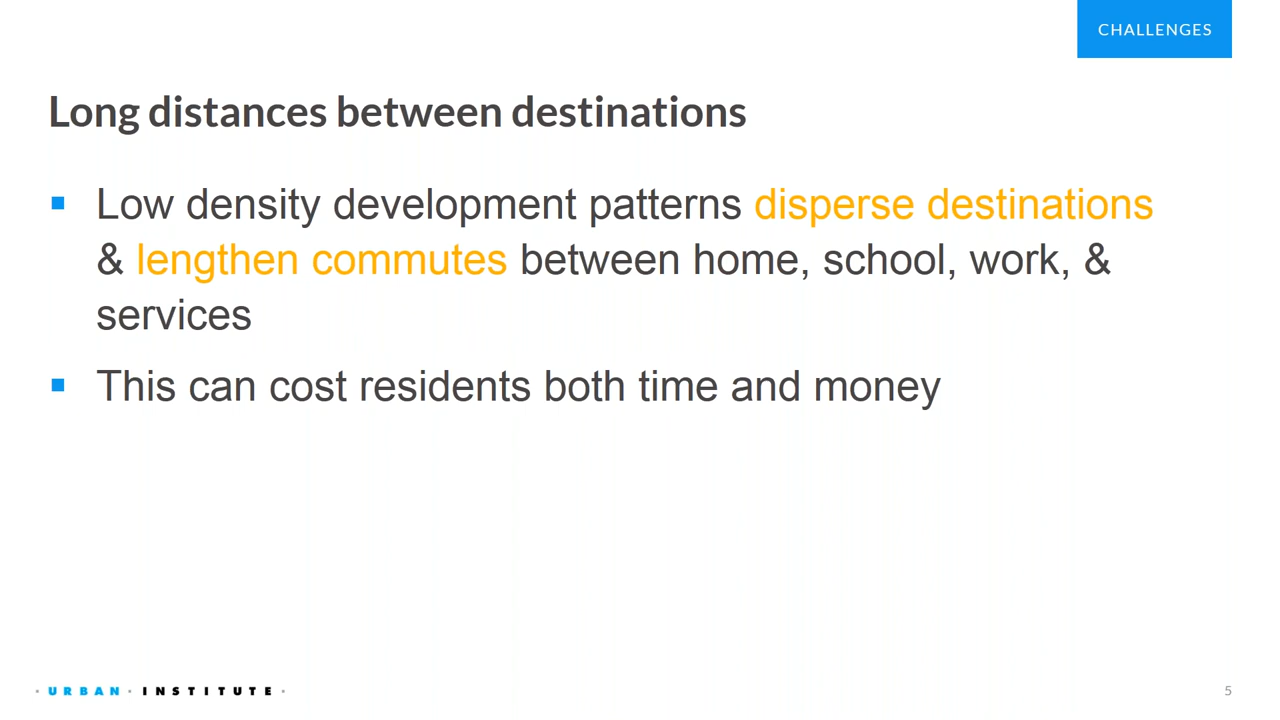 CHALLENGES
Long distances between destinations
▪ Low density development patterns disperse destinations
& lengthen commutes between home, school, work, &
services
▪ This can cost residents both time and money
· URBAN · INSTITUTE ·
5